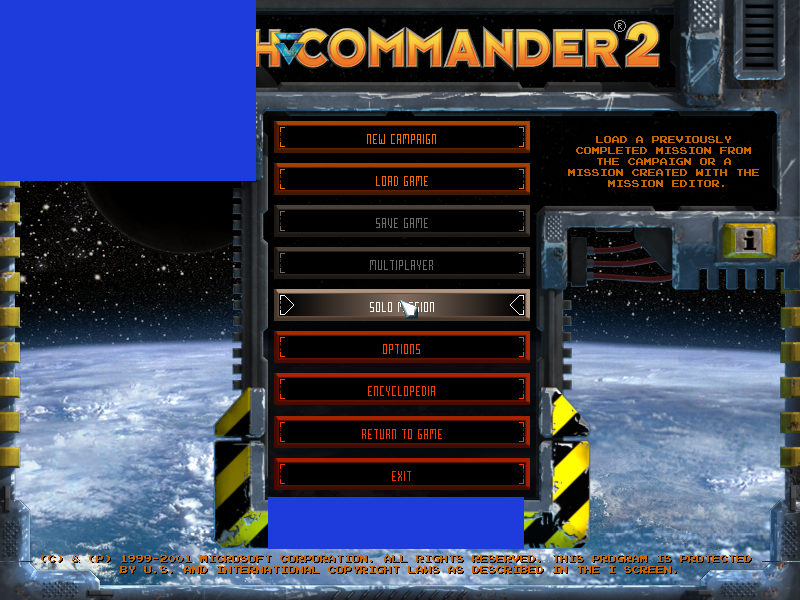 H COMMANDER® 2
NEW CAMPAIGN
LOAD GAME
SAVE GAME
MULTIPLAYER
SOLO MISSION
OPTIONS
ENCYCLOPEDIA
RETURN TO GAME
EXIT
LOAD A PREVIOUSLY
COMPLETED MISSION FROM
THE CAMPAIGN OR A
MISSION CREATED WITH THE
MISSION EDITOR.
i
(C) & (P) 1999-2001 MICROSOFT CORPORATION. ALL RIGHTS RESERVED. THIS PROGRAM IS PROTECTED
BY U.S. AND INTERNATIONAL COPYRIGHT LAWS AS DESCRIBED IN THE I SCREEN.